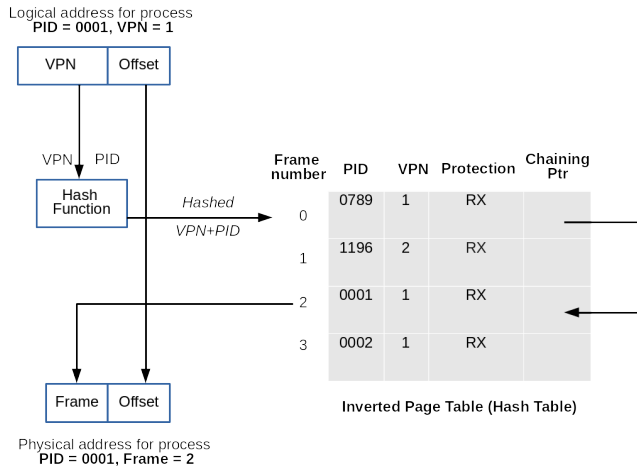 Logical address for process
PID = 0001, VPN = 1
VPN Offset
VPN PID
Hash
Function
Hashed
VPN+PID
Frame
number PID VPN Protection Chaining
Ptr
0 0789 1 RX
1 1196 2 RX
2 0001 1 RX
3 0002 1 RX
Frame Offset
Inverted Page Table (Hash Table)
Physical address for process
PID = 0001, Frame = 2